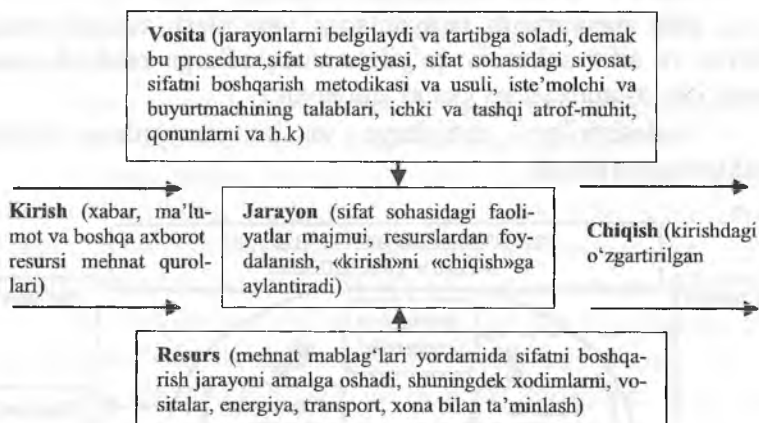 Vosita (jarayonlarni belgilaydi va tartibga soladi, demak
bu prosedura,sifat strategiyasi, sifat sohasidagi siyosat,
sifatni boshqarish metodikasi va usuli, iste’molchi va
buyurtmachining talablari, ichki va tashqi atrof-muhit,
qonunlarni va h.k)
Kirish (xabar, ma’lu-
mot va boshqa axborot
resursi mehnat qurol-
lari)
Jarayon (sifat sohasidagi faoli-
yatlar majmui, resurslardan foy-
dalanish, «kirish»ni «chiqish»ga
aylantiradi)
Chiqish (kirishdagi
o‘zgartirilgan
Resurs (mehnat mablag‘lari yordamida sifatni boshqa-
rish jarayoni amalga oshadi, shuningdek xodimlarni, vo-
sitalar, energiya, transport, xona bilan ta’minlash)